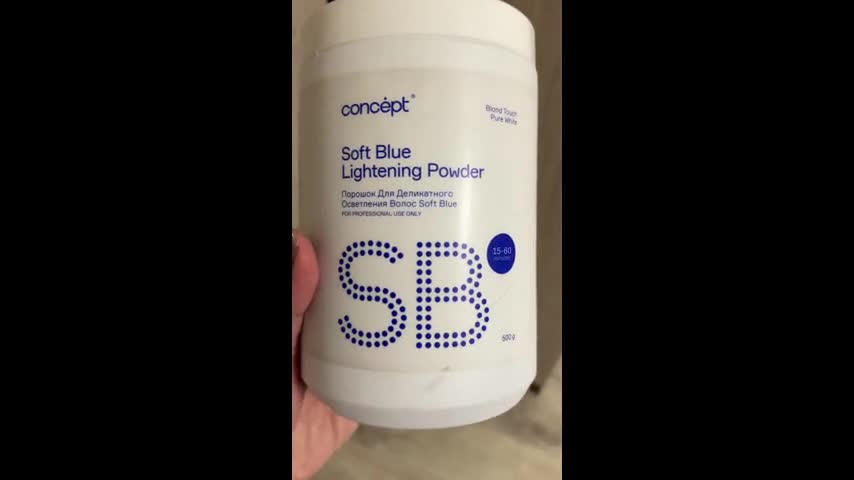 concépt®
Blond Touch
Pure White
Soft Blue
Lightening Powder
Порошок Для Деликатного
Осветления Волос Soft Blue
FOR PROFESSIONAL USE ONLY
15-60
SB
500 g